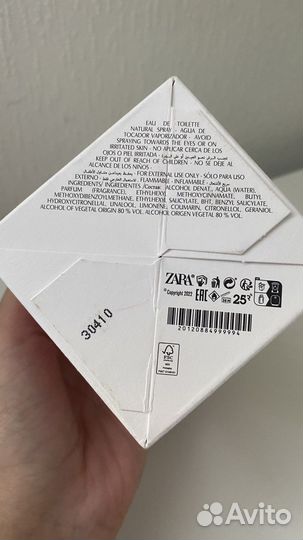 EAU DE TOILETTE
NATURAL SPRAY - AGUA DE
TOCADOR VAPORIZADOR - AVOID
SPRAYING TOWARDS THE EYES OR ON
IRRITATED SKIN - NO APLICAR CERCA DE LOS
OJOS O PIEL IRRITADA -
KEEP OUT OF REACH OF CHILDREN - NO SE DEJE AL
ALCANCE DE LOS NIÑOS -
- FOR EXTERNAL USE ONLY - SÓLO PARA USO
EXTERNO - FLAMMABLE - INFLAMABLE -
INGREDIENTS/ INGREDIENTES /Состав: ALCOHOL DENAT., AQUA (WATER),
PARFUM (FRAGRANCE), ETHYLHEXYL METHOXYCINNAMATE, BUTYL
METHOXYDIBENZOYLMETHANE, ETHYLHEXYL SALICYLATE, BHT, BENZYL SALICYLATE,
HYDROXYCITRONELLAL, LINALOOL, LIMONENE, COUMARIN, CITRONELLOL, GERANIOL.
ALCOHOL OF VEGETAL ORIGIN 80 % VOL. ALCOHOL ORIGEN VEGETAL 80 % VOL.
ZARA
© Copyright 2022
EAC
25
20120884999994
30410
FSC
Avito